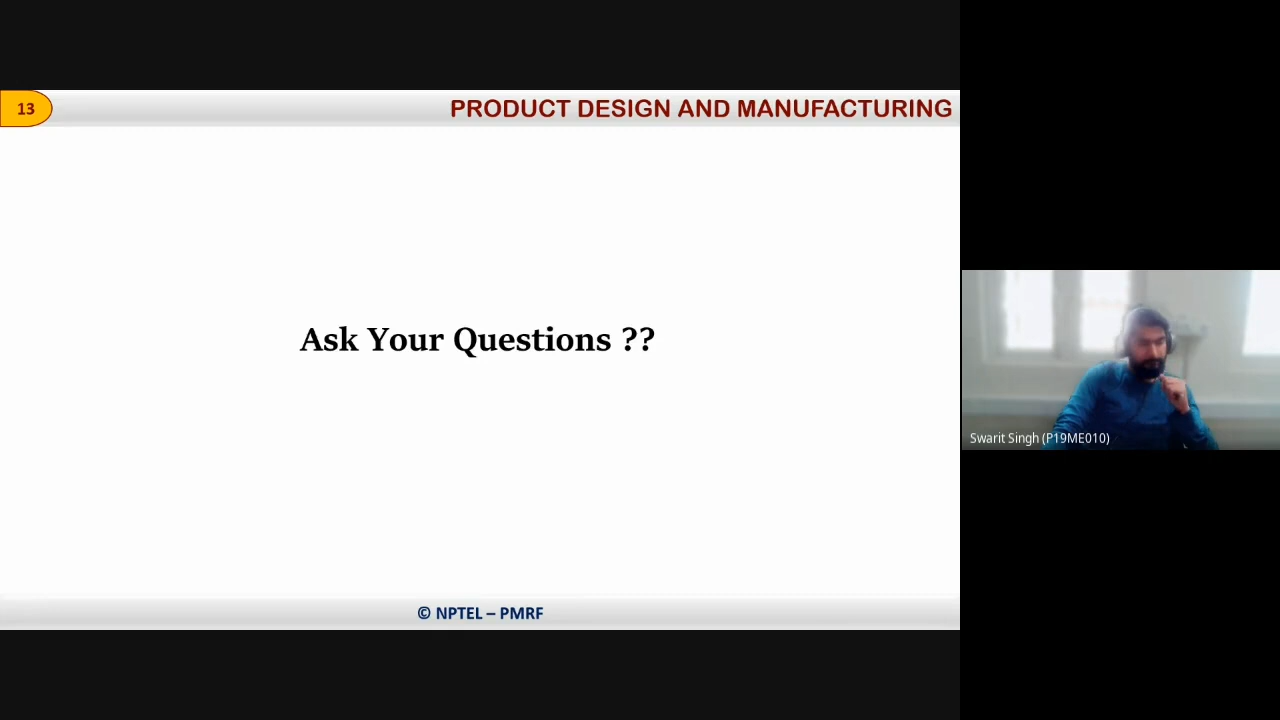 13
PRODUCT DESIGN AND MANUFACTURING
Ask Your Questions ??
Swarit Singh (P19ME010)
© NPTEL – PMRF